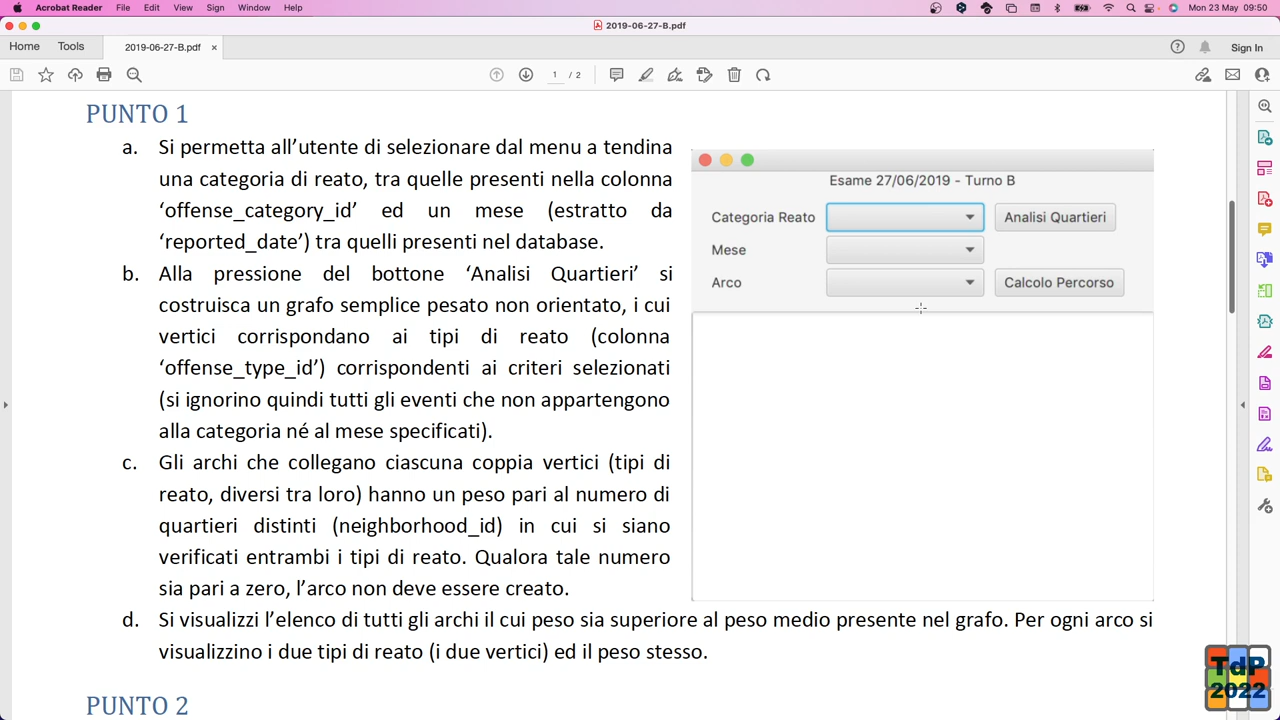 Acrobat Reader File Edit View Sign Window Help Mon 23 May 09:50
2019-06-27-B.pdf
Home Tools 2019-06-27-B.pdf × Sign In
1 / 2
PUNTO 1
a. Si permetta all’utente di selezionare dal menu a tendina
una categoria di reato, tra quelle presenti nella colonna
‘offense_category_id’ ed un mese (estratto da
‘reported_date’) tra quelli presenti nel database.
b. Alla pressione del bottone ‘Analisi Quartieri’ si
costruisca un grafo semplice pesato non orientato, i cui
vertici corrispondano ai tipi di reato (colonna
‘offense_type_id’) corrispondenti ai criteri selezionati
(si ignorino quindi tutti gli eventi che non appartengono
alla categoria né al mese specificati).
c. Gli archi che collegano ciascuna coppia vertici (tipi di
reato, diversi tra loro) hanno un peso pari al numero di
quartieri distinti (neighborhood_id) in cui si siano
verificati entrambi i tipi di reato. Qualora tale numero
sia pari a zero, l’arco non deve essere creato.
Esame 27/06/2019 - Turno B
Categoria Reato Analisi Quartieri
Mese
Arco Calcolo Percorso
d. Si visualizzi l’elenco di tutti gli archi il cui peso sia superiore al peso medio presente nel grafo. Per ogni arco si
visualizzino i due tipi di reato (i due vertici) ed il peso stesso.
PUNTO 2
TdP
2022